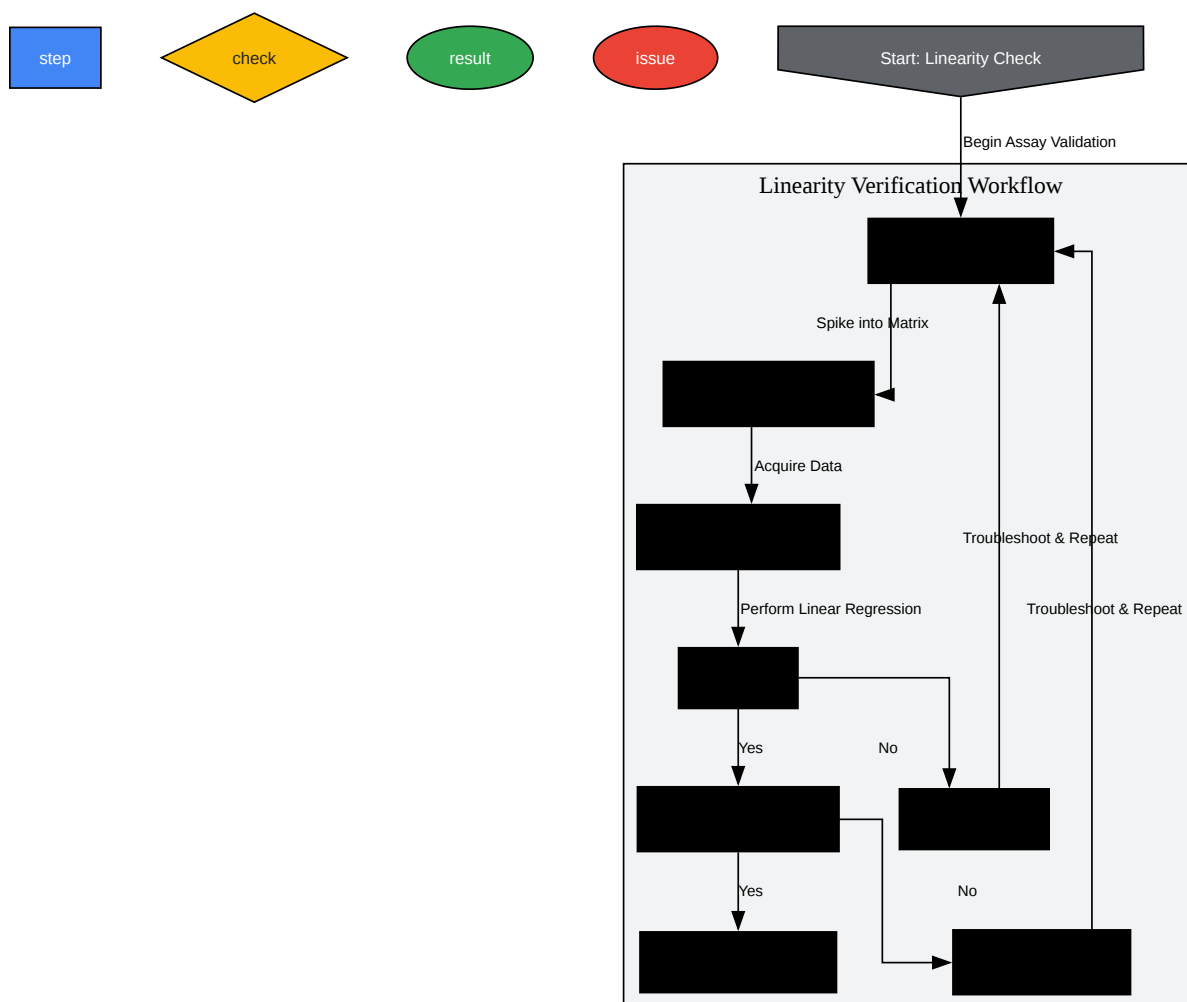 step
check
result
issue
Start: Linearity Check
Begin Assay Validation
Linearity Verification Workflow
Spike into Matrix
Acquire Data
Troubleshoot & Repeat
Perform Linear Regression
Troubleshoot & Repeat
Yes
No
Yes
No